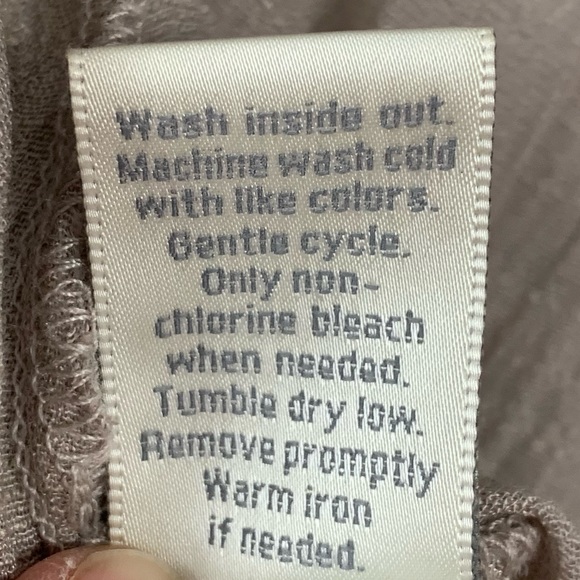 Wash inside out.
Machine wash cold
with like colors.
Gentle cycle.
Only non-
chlorine bleach
when needed.
Tumble dry low.
Remove promptly
Warm iron
if needed.